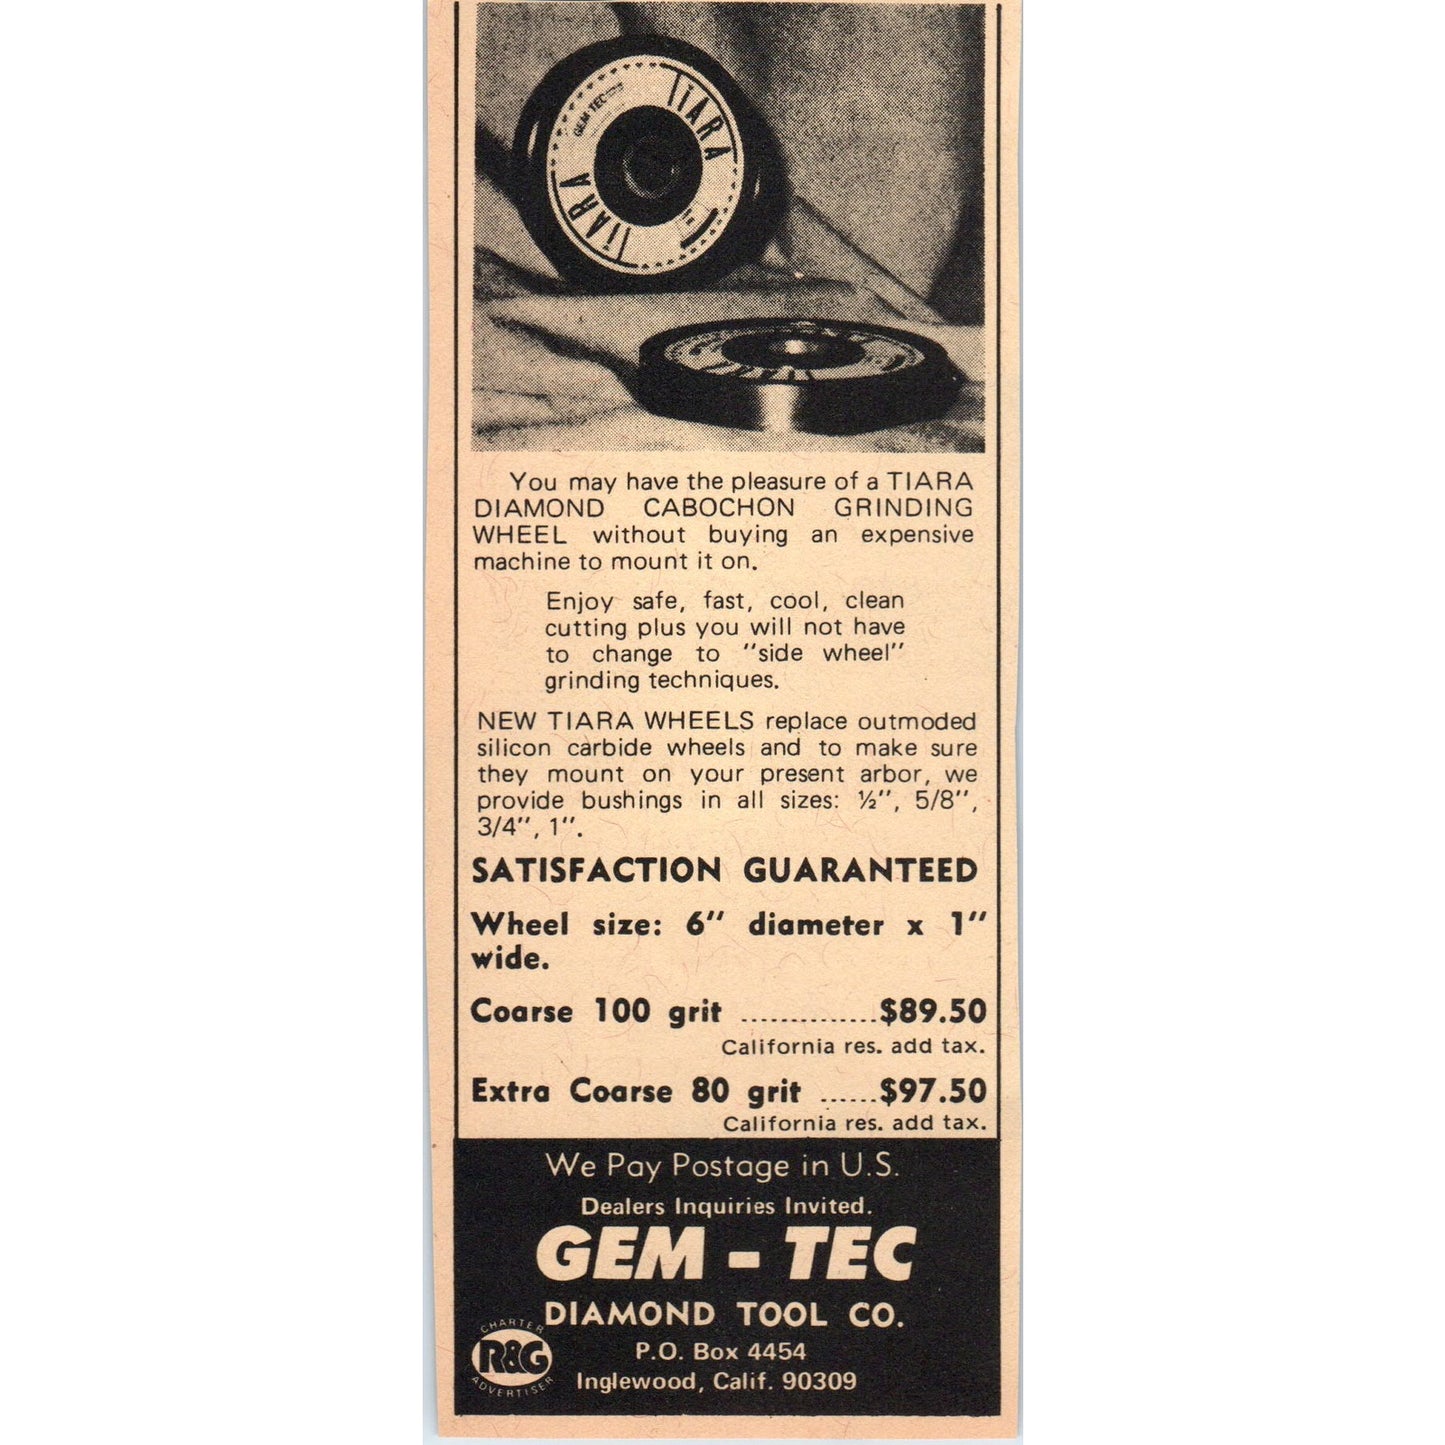 TiARA
GEM TEC
TiARA
You may have the pleasure of a TIARA
DIAMOND CABOCHON GRINDING
WHEEL without buying an expensive
machine to mount it on.
Enjoy safe, fast, cool, clean
cutting plus you will not have
to change to "side wheel"
grinding techniques.
NEW TIARA WHEELS replace outmoded
silicon carbide wheels and to make sure
they mount on your present arbor, we
provide bushings in all sizes: ½", 5/8",
3/4", 1".
SATISFACTION GUARANTEED
Wheel size: 6" diameter x 1"
wide.
Coarse 100 grit ..............$89.50
California res. add tax.
Extra Coarse 80 grit ......$97.50
California res. add tax.
We Pay Postage in U.S.
Dealers Inquiries Invited.
GEM - TEC
DIAMOND TOOL CO.
P.O. Box 4454
Inglewood, Calif. 90309
CHARTER
R&G
ADVERTISER